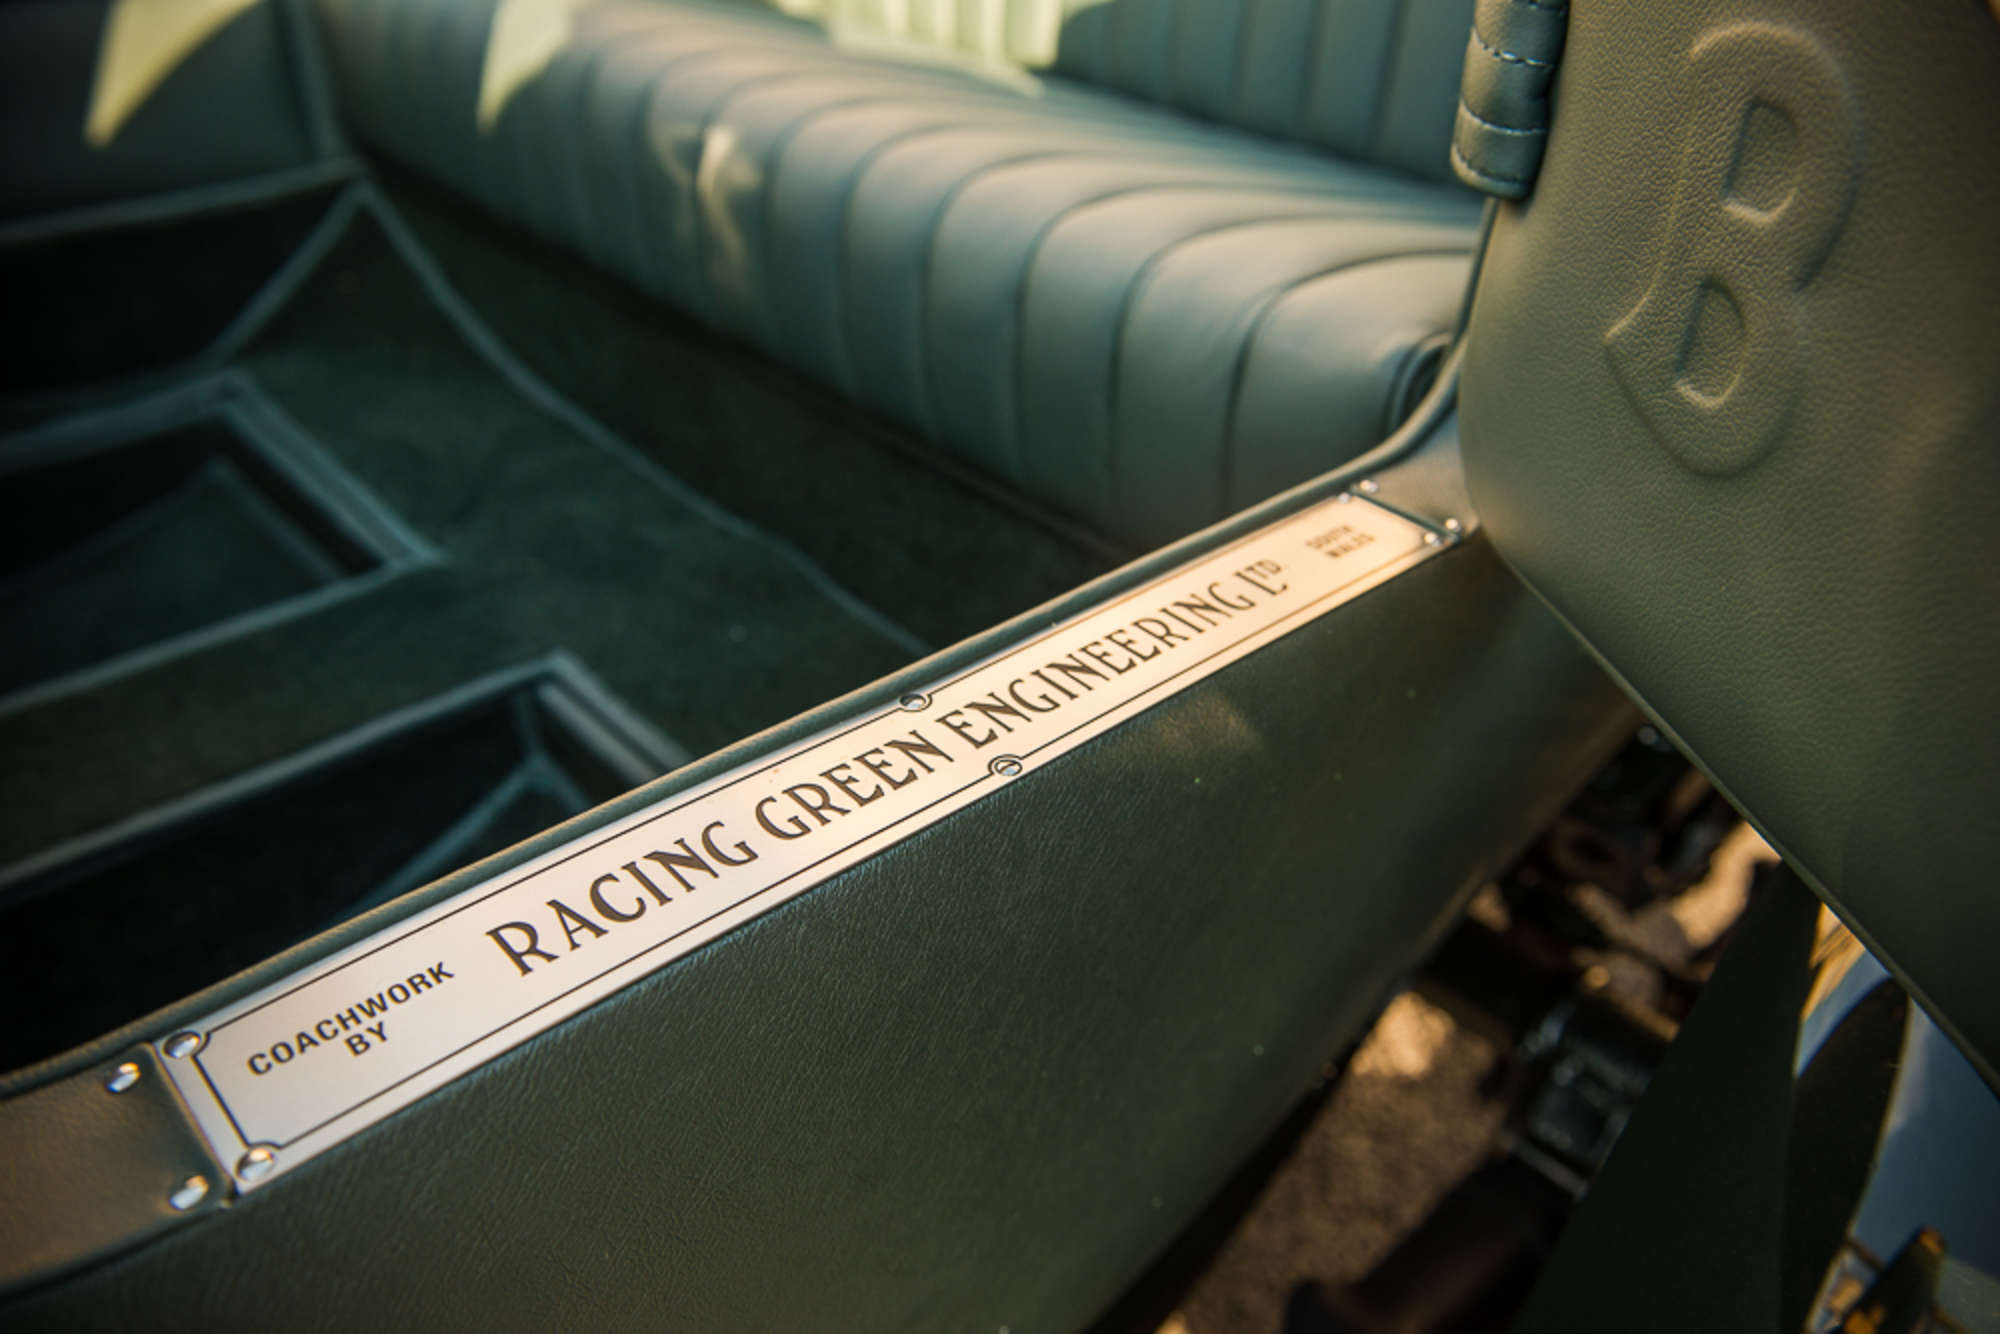 COACHWORK
BY
RACING GREEN ENGINEERING LTD.
SOUTH
WALES
B